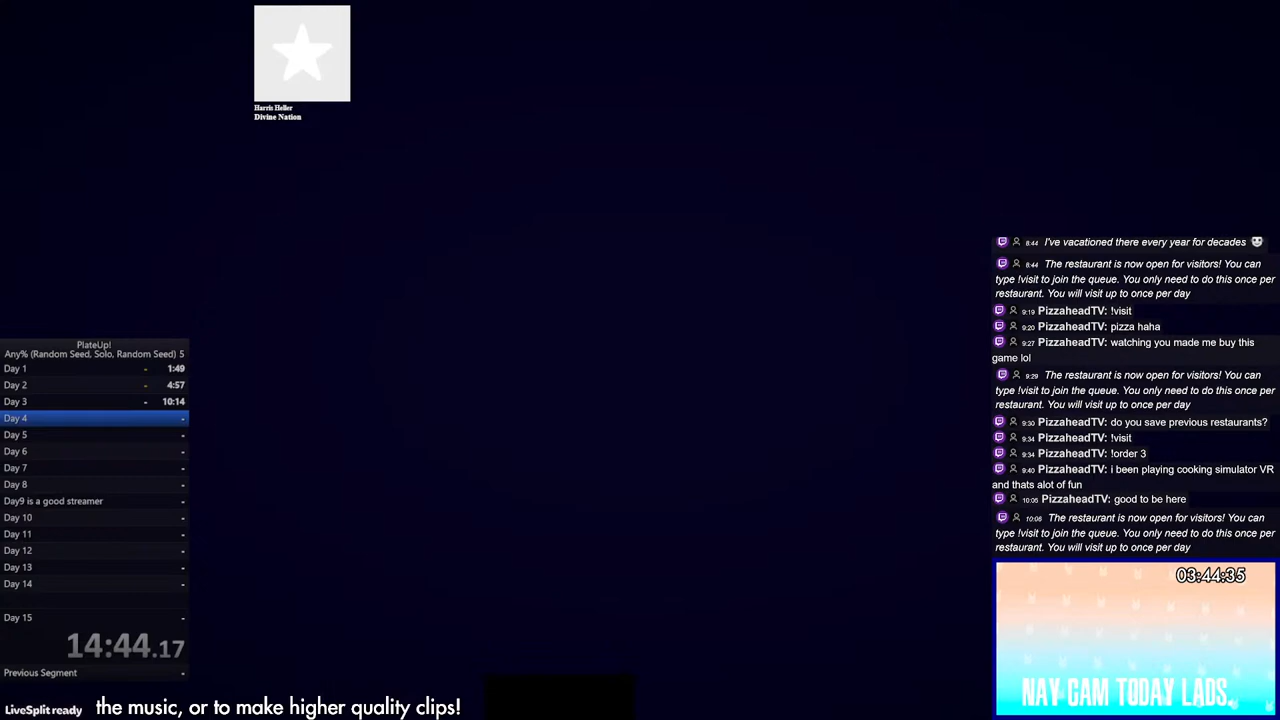 Harris Heller
Divine Nation
PlateUp!
Any% (Random Seed, Solo, Random Seed) 5
Day 1 - 1:49
Day 2 - 4:57
Day 3 - 10:14
Day 4 -
Day 5 -
Day 6 -
Day 7 -
Day 8 -
Day9 is a good streamer -
Day 10 -
Day 11 -
Day 12 -
Day 13 -
Day 14 -
-
Day 15 -
14:44.17
Previous Segment -
LiveSplit ready
the music, or to make higher quality clips!
8:44 I've vacationed there every year for decades
8:44 The restaurant is now open for visitors! You can
type !visit to join the queue. You only need to do this once per
restaurant. You will visit up to once per day
9:19 PizzaheadTV: !visit
9:20 PizzaheadTV: pizza haha
9:27 PizzaheadTV: watching you made me buy this
game lol
9:29 The restaurant is now open for visitors! You can
type !visit to join the queue. You only need to do this once per
restaurant. You will visit up to once per day
9:30 PizzaheadTV: do you save previous restaurants?
9:34 PizzaheadTV: !visit
9:34 PizzaheadTV: !order 3
9:40 PizzaheadTV: i been playing cooking simulator VR
and thats alot of fun
10:05 PizzaheadTV: good to be here
10:06 The restaurant is now open for visitors! You can
type !visit to join the queue. You only need to do this once per
restaurant. You will visit up to once per day
03:44:35
NAY CAM TODAY LADS.